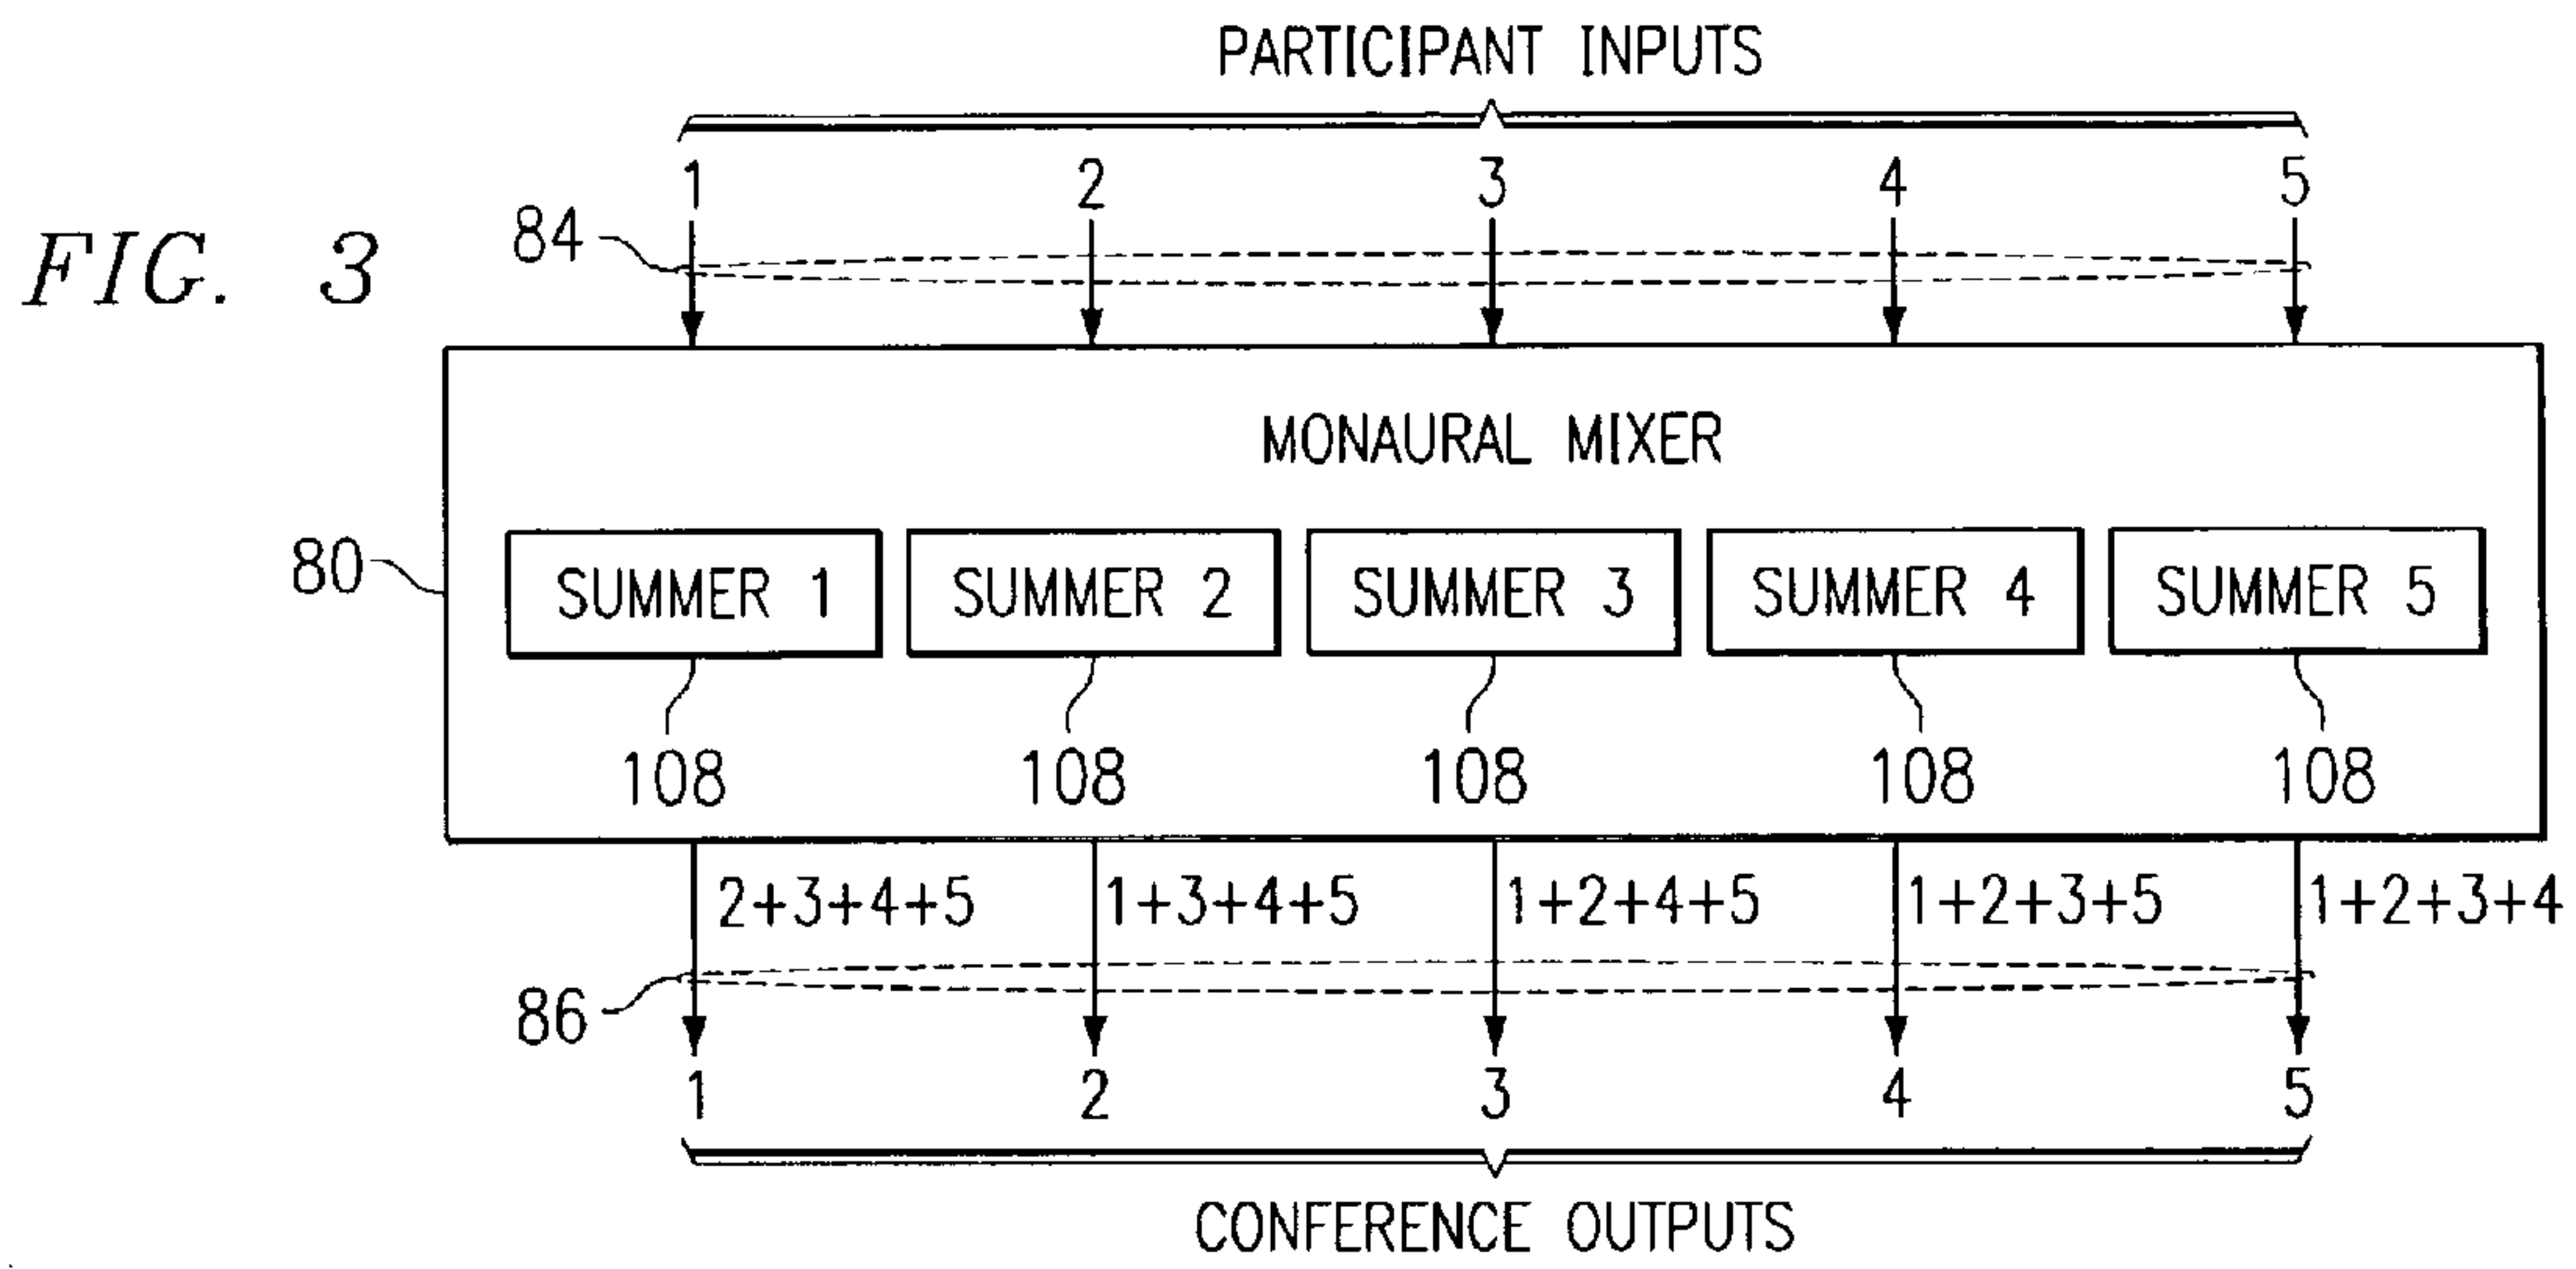 PARTICIPANT INPUTS
1 2 3 4 5
84
FIG. 3
MONAURAL MIXER
80
SUMMER 1 SUMMER 2 SUMMER 3 SUMMER 4 SUMMER 5
108 108 108 108 108
2+3+4+5 1+3+4+5 1+2+4+5 1+2+3+5 1+2+3+4
86
1 2 3 4 5
CONFERENCE OUTPUTS